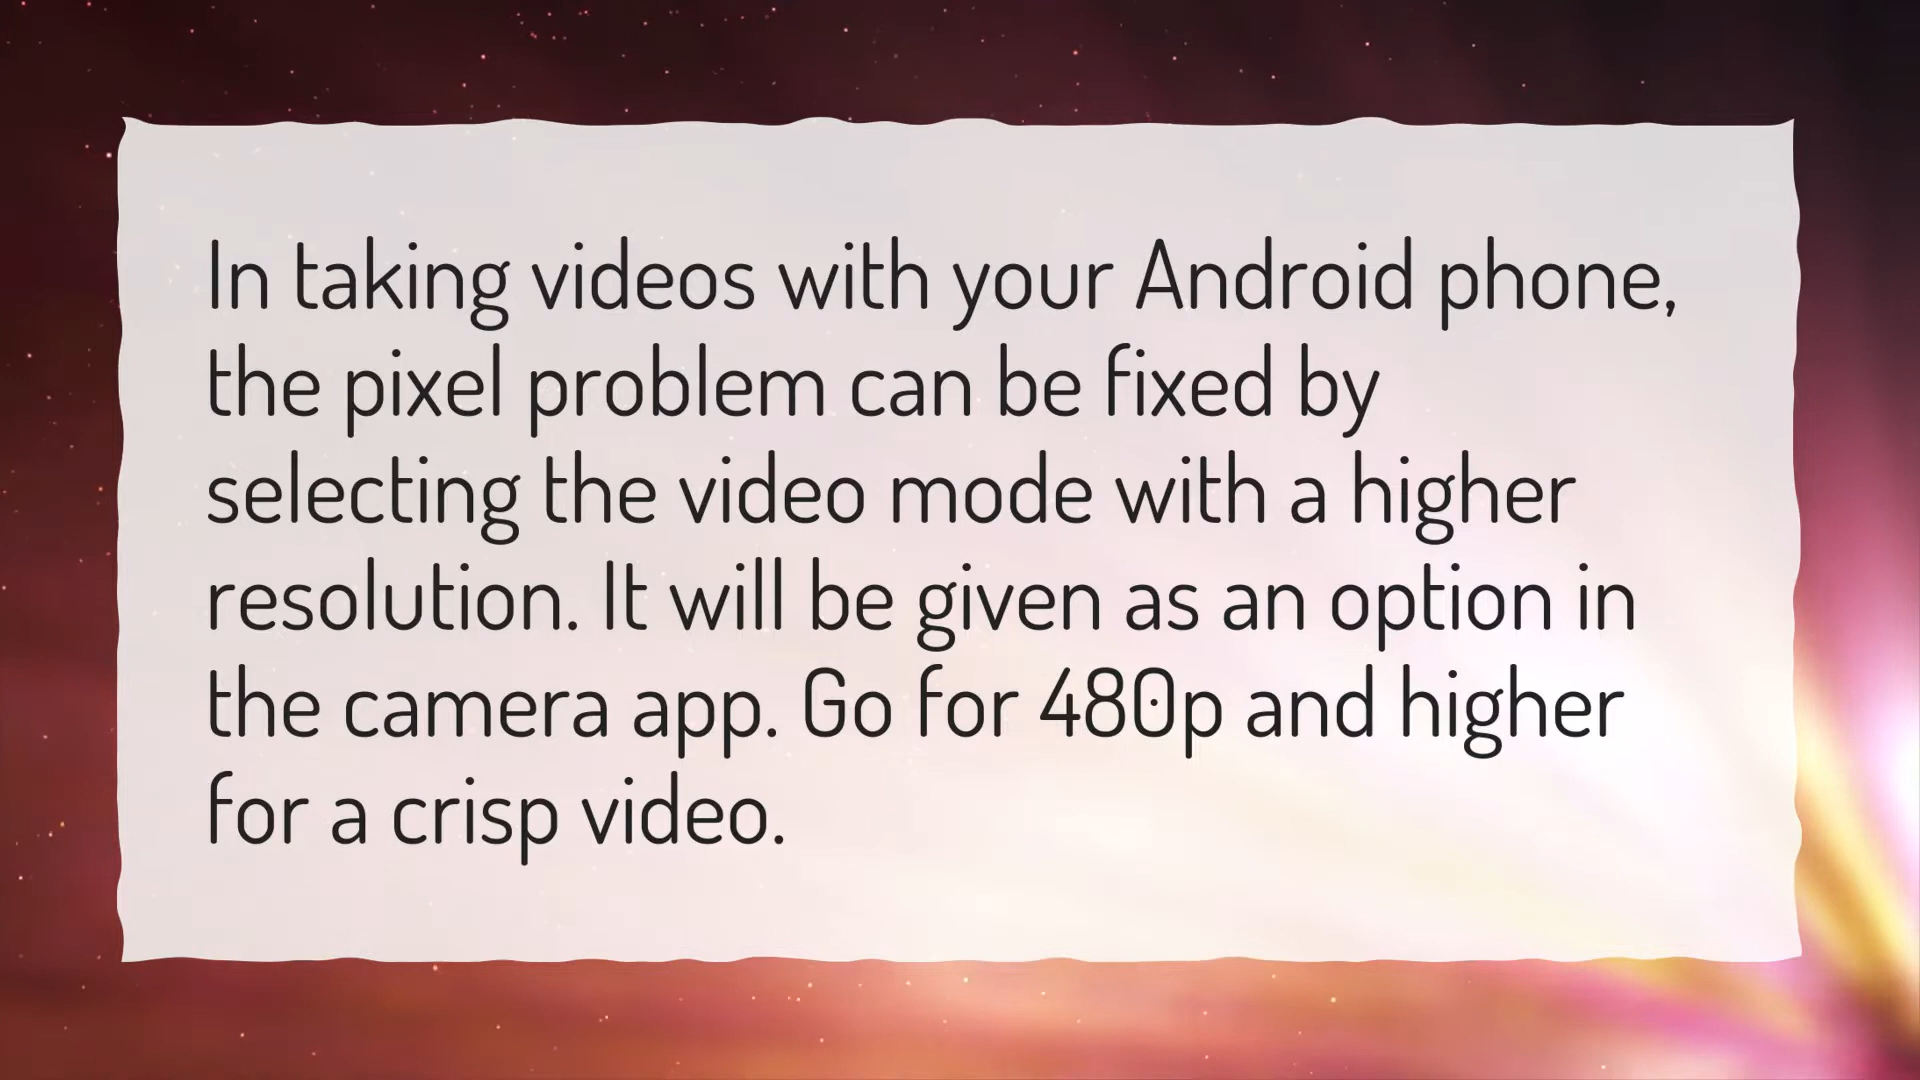 In taking videos with your Android phone,
the pixel problem can be fixed by
selecting the video mode with a higher
resolution. It will be given as an option in
the camera app. Go for 480p and higher
for a crisp video.